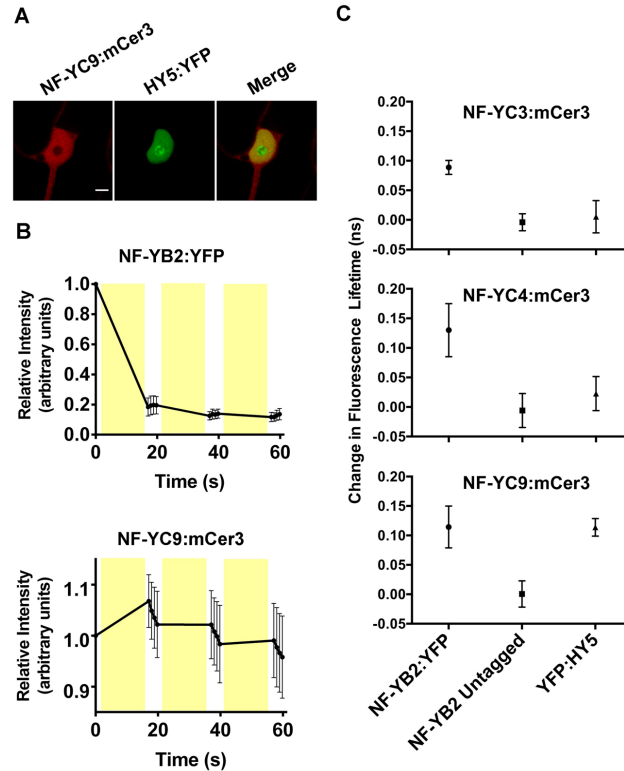 A
NF-YC9:mCer3
HY5:YFP
Merge
B
NF-YB2:YFP
Relative Intensity
(arbitrary units)
1.0
0.8
0.6
0.4
0.2
0.0
0
20
40
60
Time (s)
NF-YC9:mCer3
Relative Intensity
(arbitrary units)
1.1
1.0
0.9
0
20
40
60
Time (s)
C
Change in Fluorescence Lifetime (ns)
NF-YC3:mCer3
0.20
0.15
0.10
0.05
0.00
-0.05
NF-YC4:mCer3
0.20
0.15
0.10
0.05
0.00
-0.05
NF-YC9:mCer3
0.20
0.15
0.10
0.05
0.00
-0.05
NF-YB2:YFP
NF-YB2 Untagged
YFP:HY5